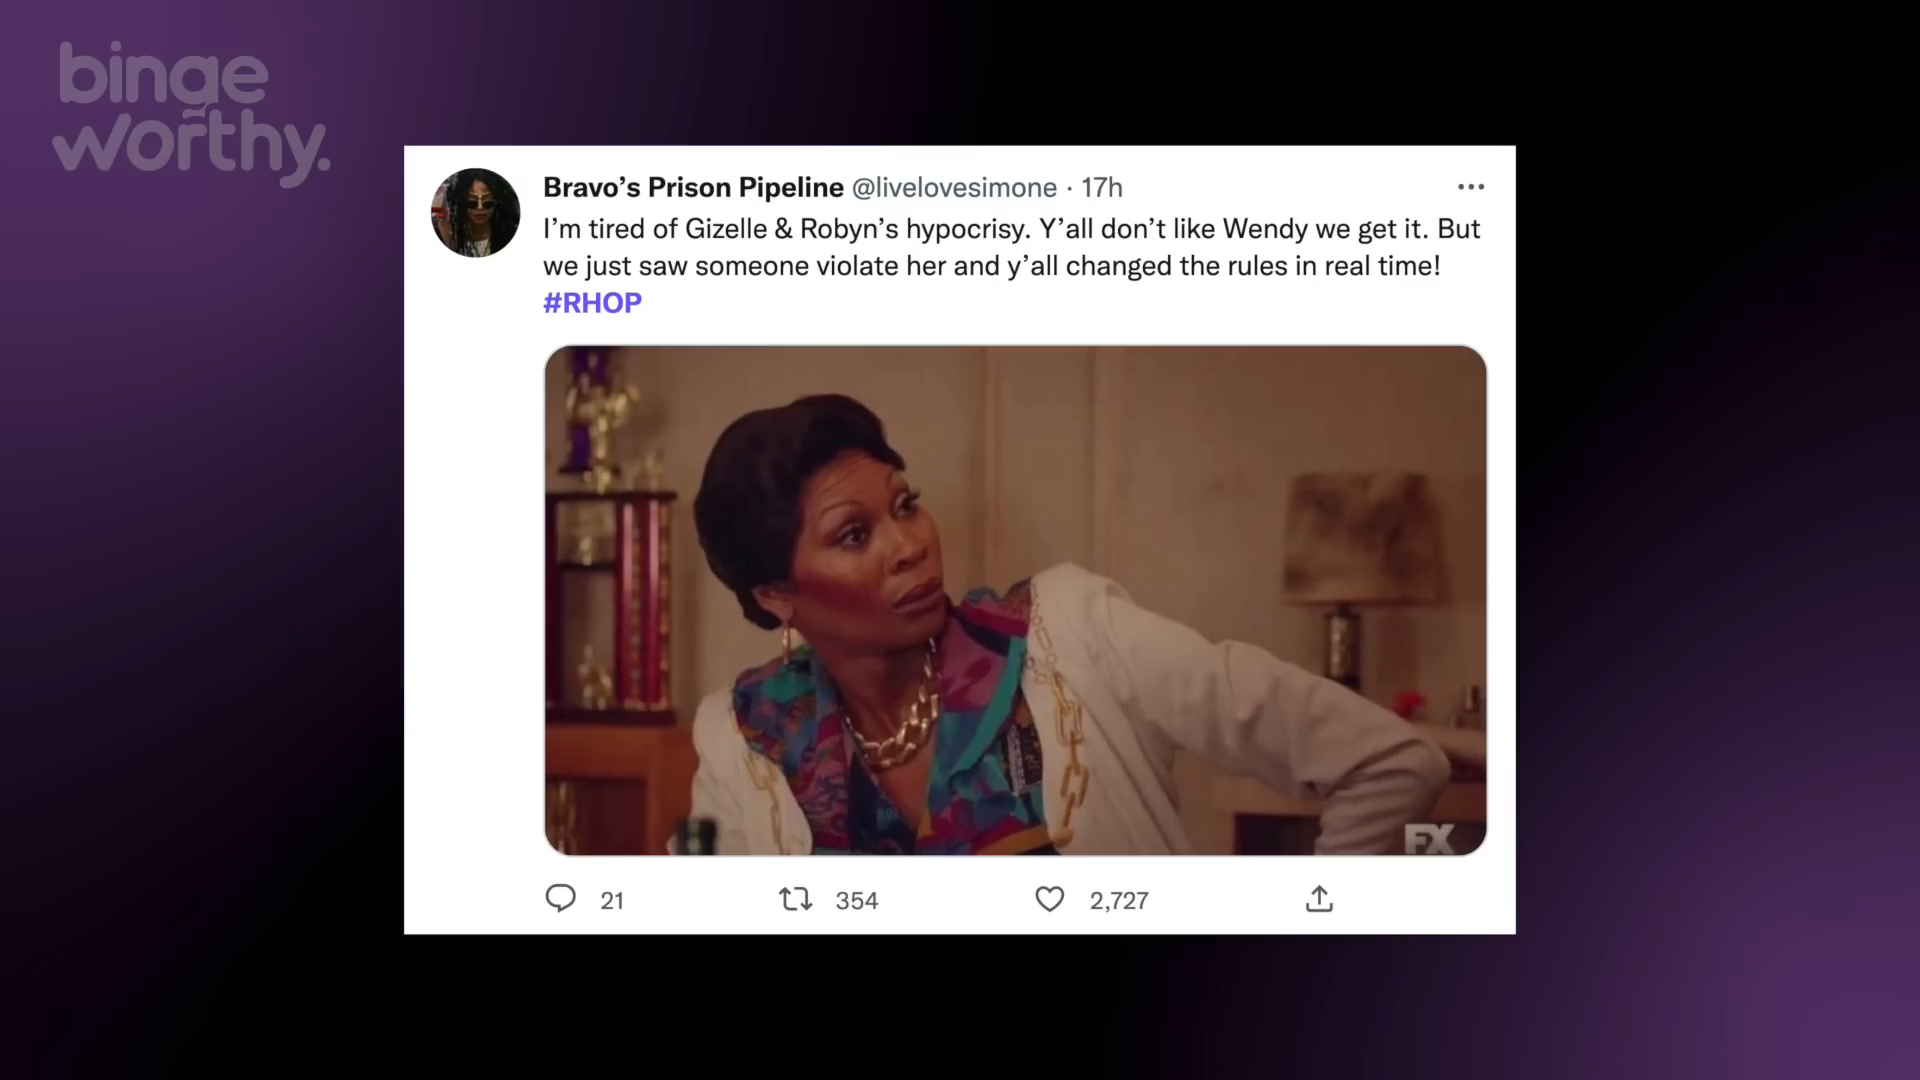 binge
worthy.
Bravo’s Prison Pipeline @livelovesimone · 17h
I’m tired of Gizelle & Robyn’s hypocrisy. Y’all don’t like Wendy we get it. But
we just saw someone violate her and y’all changed the rules in real time!
#RHOP
FX
21 354 2,727